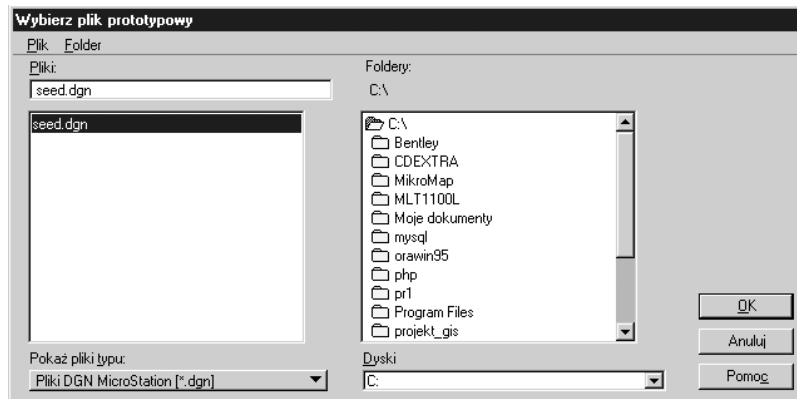 Wybierz plik prototypowy
Plik Folder
Pliki: Foldery:
seed.dgn C:\
seed.dgn
C:\
Bentley
CDEXTRA
MikroMap
MLT1100L
Moje dokumenty
mysql
orawin95
php
pr1
Program Files
projekt_gis
OK
Anuluj
Pomoc
Pokaż pliki typu: Dyski
Pliki DGN MicroStation [*.dgn] C: